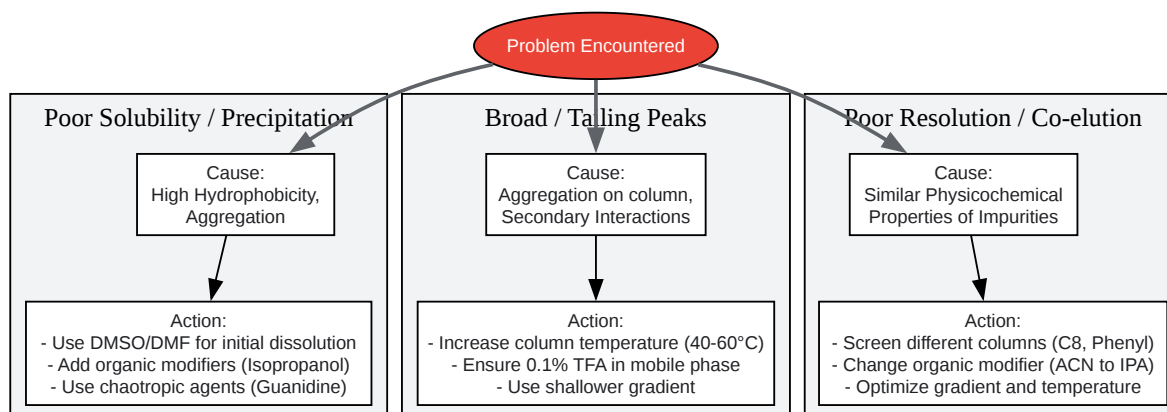 Problem Encountered
Poor Solubility / Precipitation
Cause:
High Hydrophobicity,
Aggregation
Action:
- Use DMSO/DMF for initial dissolution
- Add organic modifiers (Isopropanol)
- Use chaotropic agents (Guanidine)
Broad / Tailing Peaks
Cause:
Aggregation on column,
Secondary Interactions
Action:
- Increase column temperature (40-60°C)
- Ensure 0.1% TFA in mobile phase
- Use shallower gradient
Poor Resolution / Co-elution
Cause:
Similar Physicochemical
Properties of Impurities
Action:
- Screen different columns (C8, Phenyl)
- Change organic modifier (ACN to IPA)
- Optimize gradient and temperature